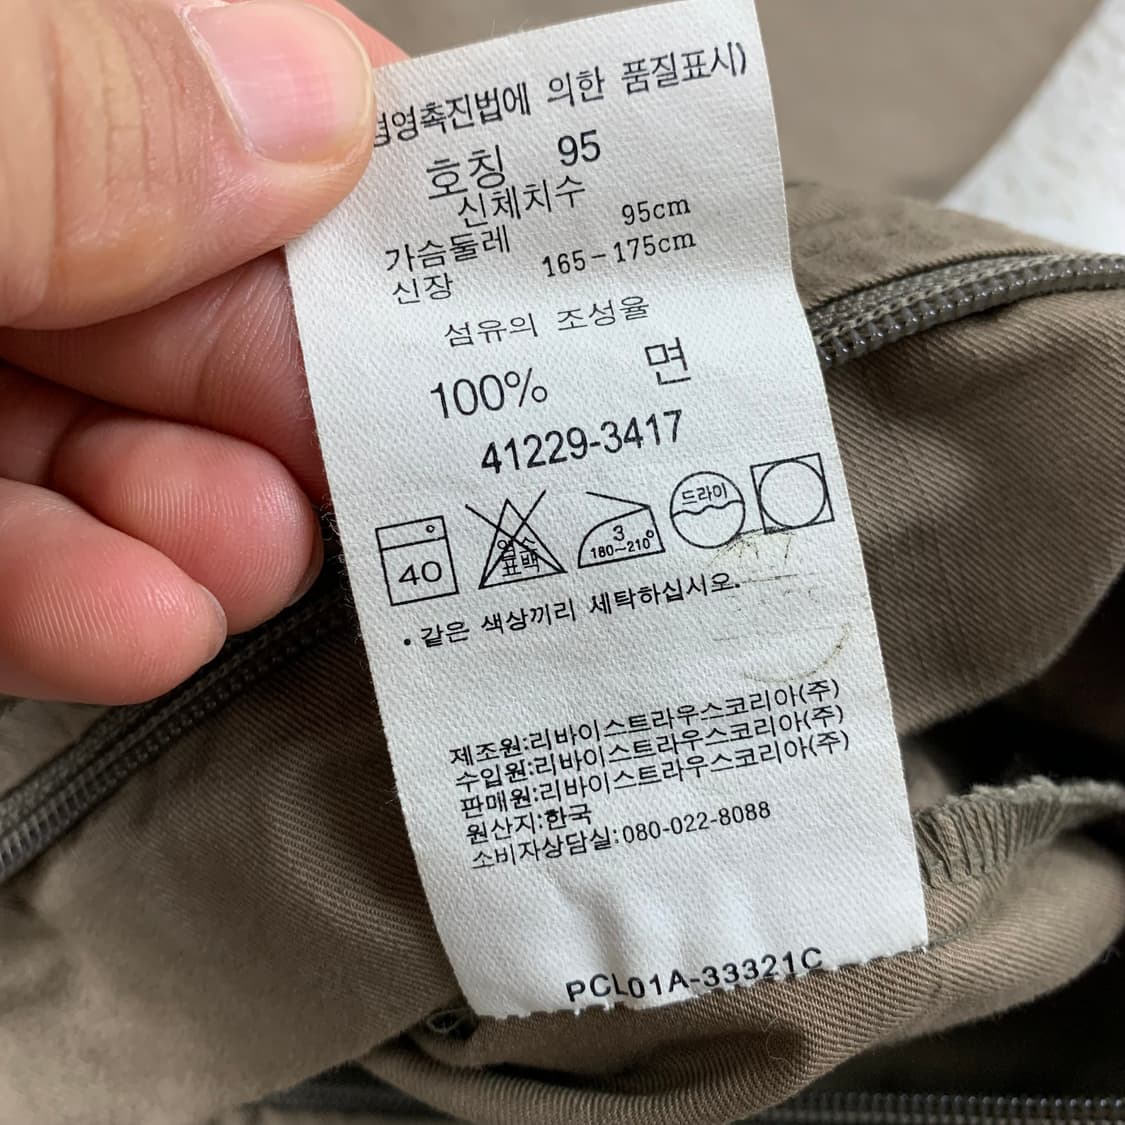 경영촉진법에 의한 품질표시)
호칭 95
신체치수
가슴둘레 95cm
신장 165-175cm
섬유의 조성율
100% 면
41229-3417
40
염소
표백
3
180~210°
드라이
• 같은 색상끼리 세탁하십시오.
제조원:리바이스트라우스코리아(주)
수입원:리바이스트라우스코리아(주)
판매원:리바이스트라우스코리아(주)
원산지:한국
소비자상담실:080-022-8088
PCL01A-33321C